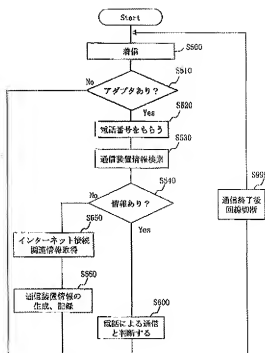 Start
S500
着信
S510
No
アダプタあり？
Yes
S520
電話番号をもらう
S530
通信装置情報検索
S540
No
情報あり？
S550
Yes
インターネット接続
関連情報取得
S560
通信装置情報の
生成、記録
S600
電話による通信
と判断する
通信終了後
回線切断